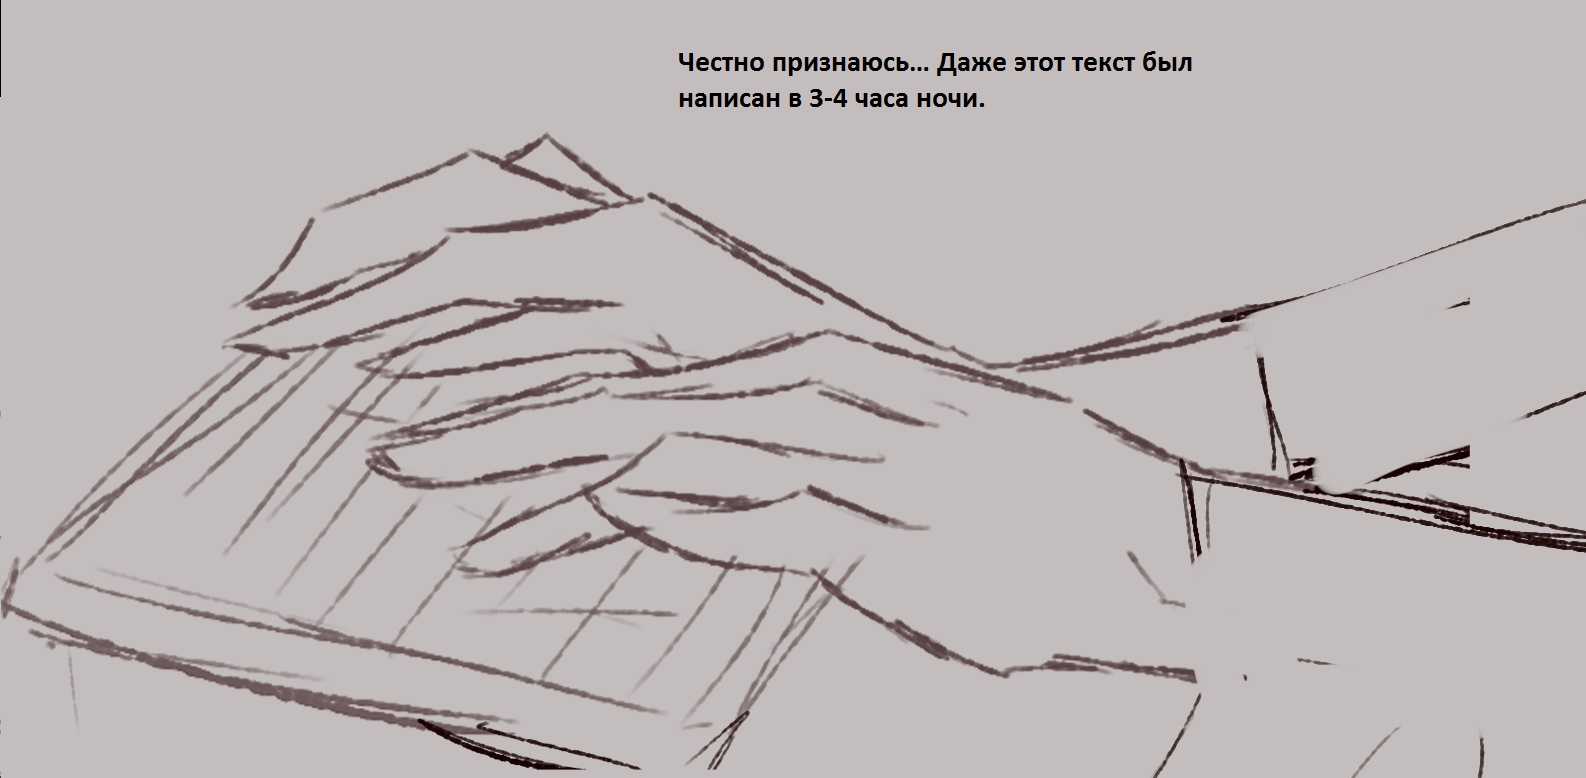 Честно признаюсь... Даже этот текст был
написан в 3-4 часа ночи.